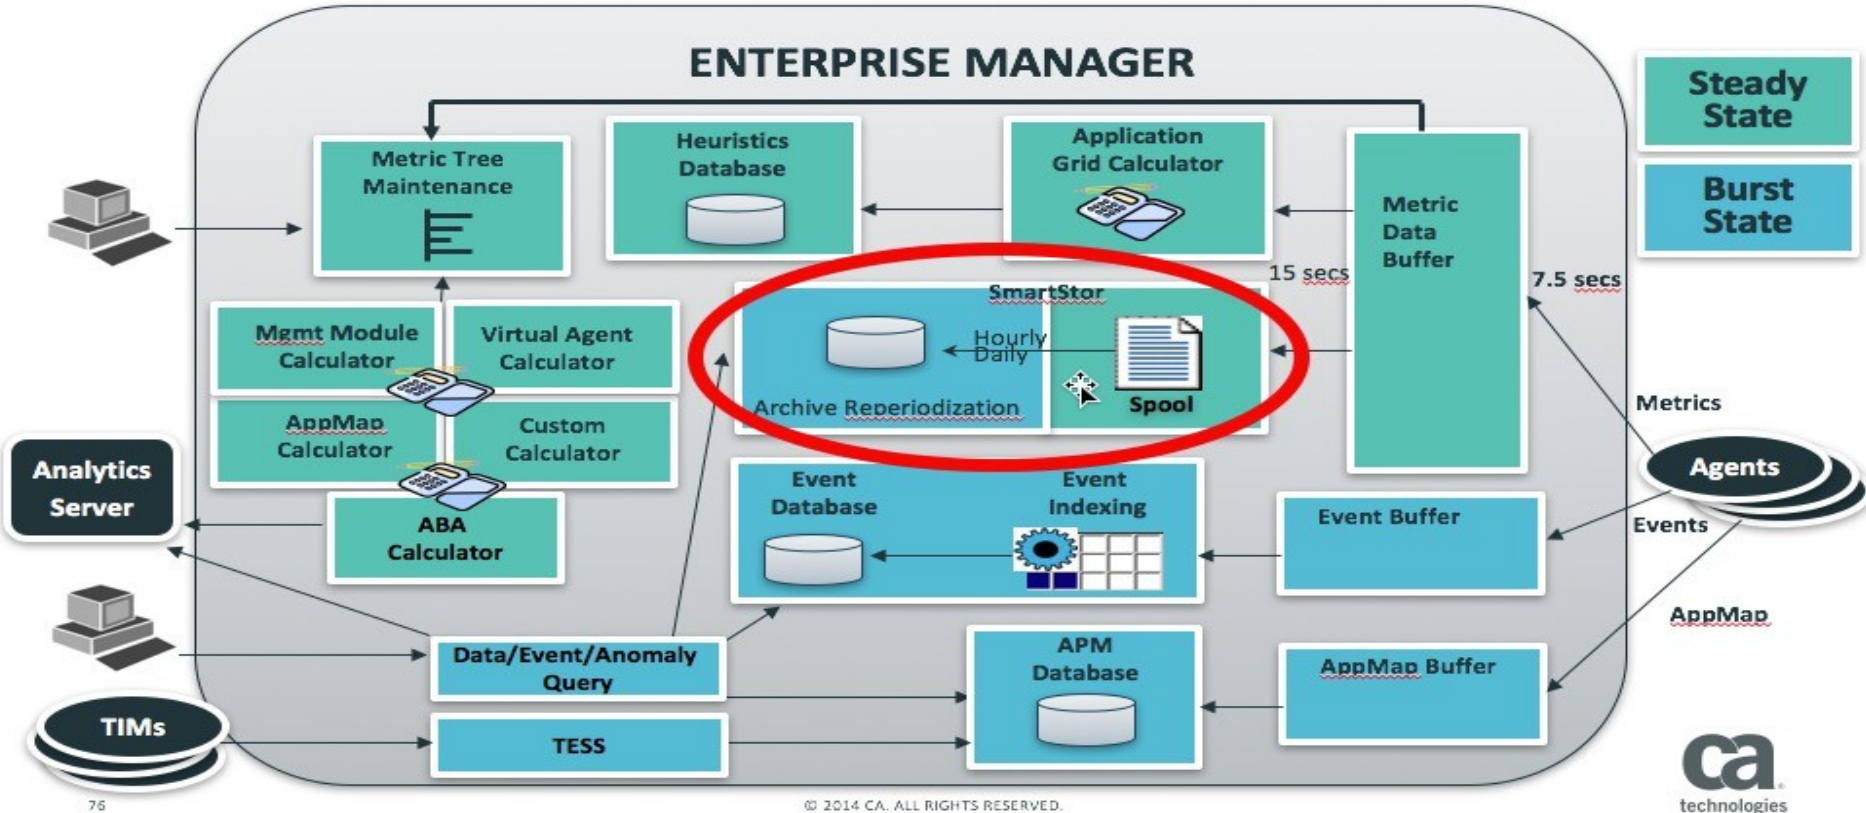 ENTERPRISE MANAGER
Steady
State
Burst
State
Metric Tree
Maintenance
Heuristics
Database
Application
Grid Calculator
Metric
Data
Buffer
15 secs
7.5 secs
SmartStor
Hourly
Daily
Archive Reperiodization
Spool
Mgmt Module
Calculator
Virtual Agent
Calculator
AppMap
Calculator
Custom
Calculator
ABA
Calculator
Analytics
Server
Metrics
Agents
Events
AppMap
Event
Database
Event
Indexing
Event Buffer
Data/Event/Anomaly
Query
APM
Database
AppMap Buffer
TIMs
TESS
76
© 2014 CA. ALL RIGHTS RESERVED.
ca
technologies